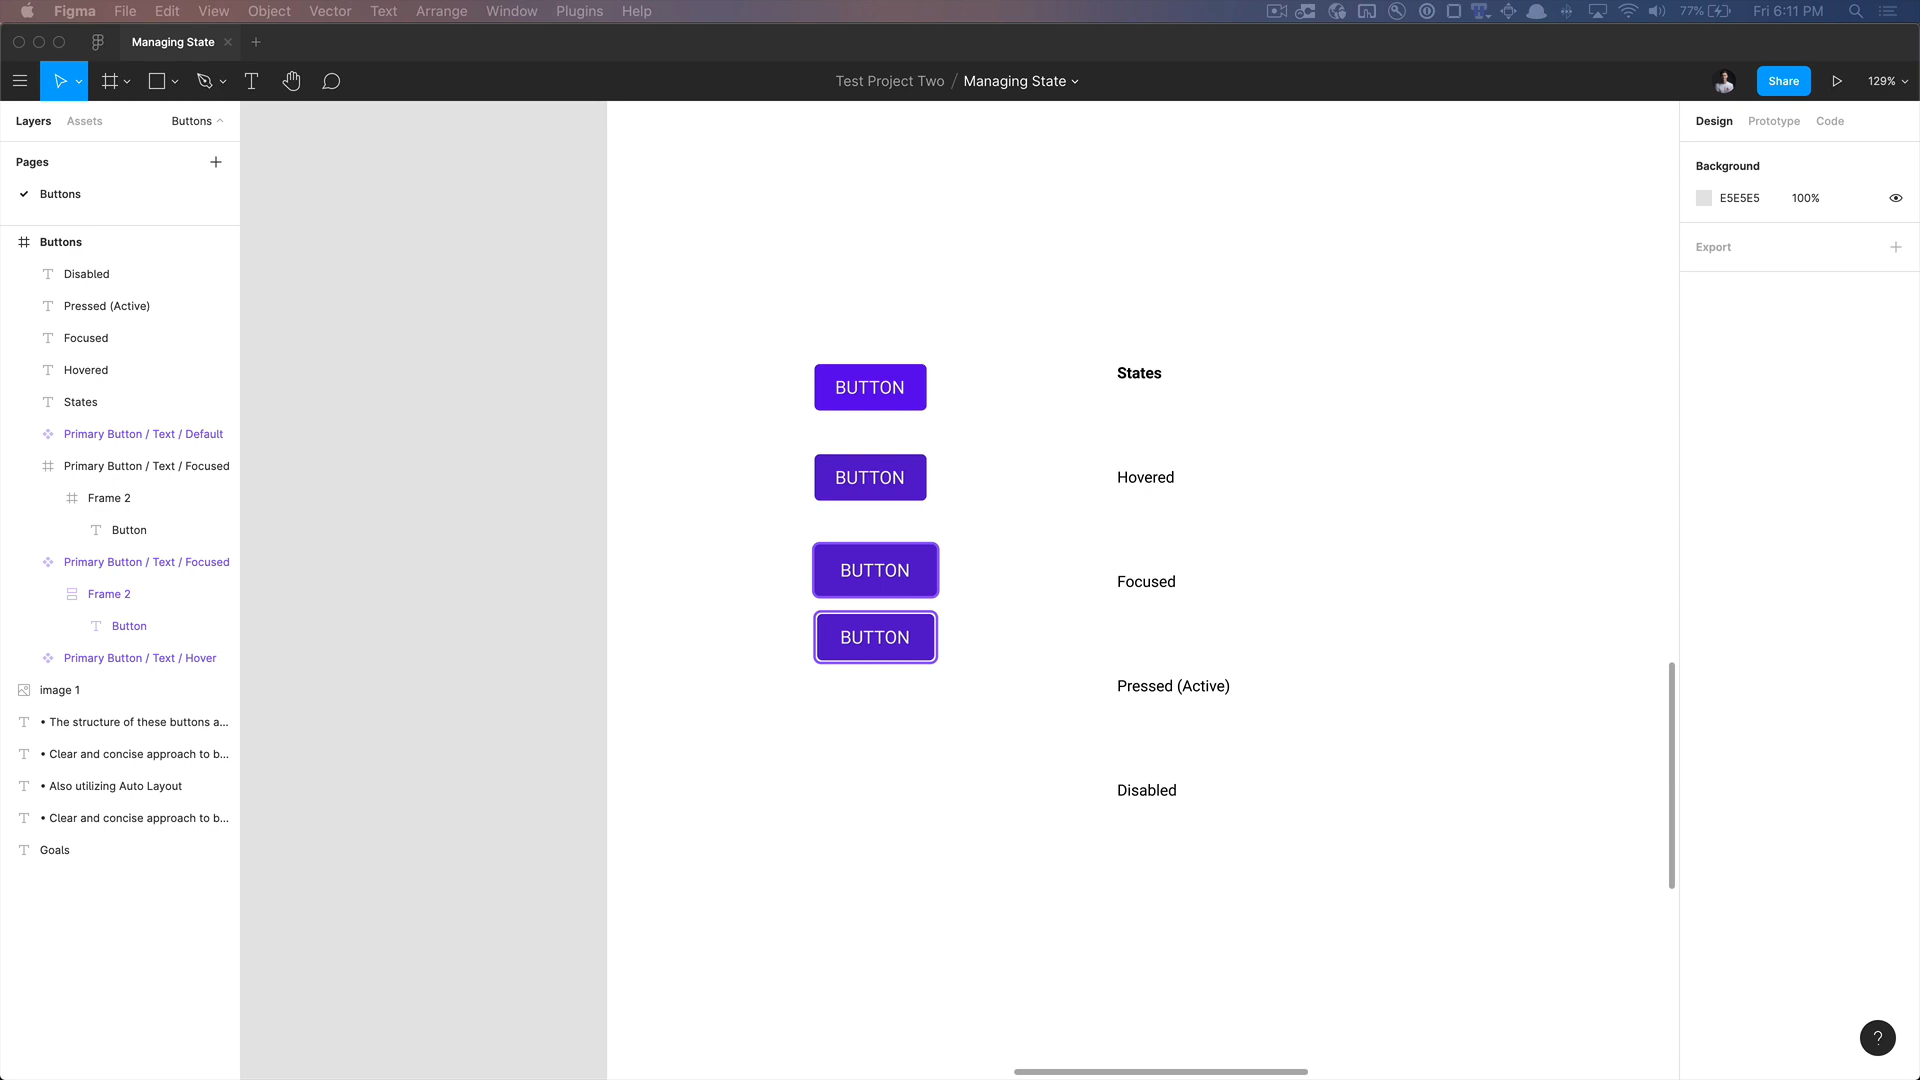 Figma File Edit View Object Vector Text Arrange Window Plugins Help 77% Fri 6:11 PM
Managing State
Test Project Two / Managing State
Share
129%
Layers Assets Buttons
Pages
Buttons
Buttons
Disabled
Pressed (Active)
Focused
Hovered
States
Primary Button / Text / Default
Primary Button / Text / Focused
Frame 2
Button
Primary Button / Text / Focused
Frame 2
Button
Primary Button / Text / Hover
image 1
• The structure of these buttons a...
• Clear and concise approach to b...
• Also utilizing Auto Layout
• Clear and concise approach to b...
Goals
BUTTON
BUTTON
BUTTON
BUTTON
States
Hovered
Focused
Pressed (Active)
Disabled
Design Prototype Code
Background
E5E5E5 100%
Export
?